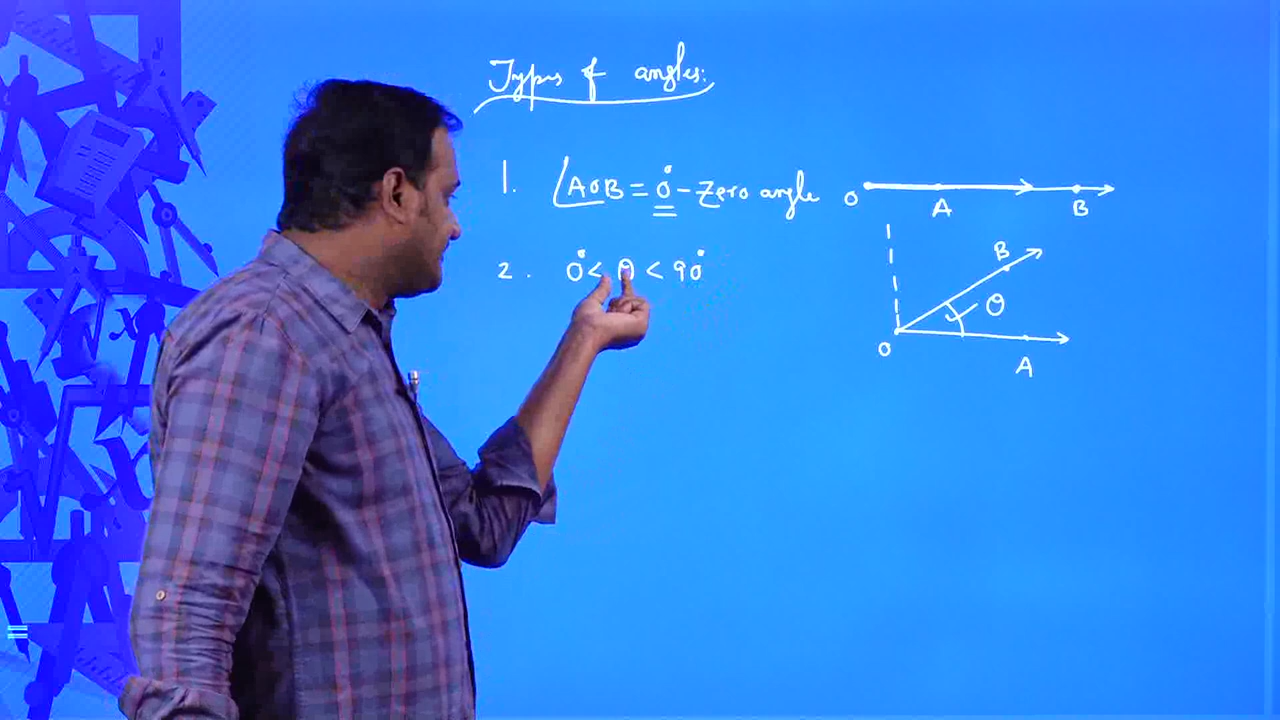 Types of angles:
1. ∠AOB = 0° - Zero angle
O A B
2. 0° < θ < 90°
B
θ
O
A